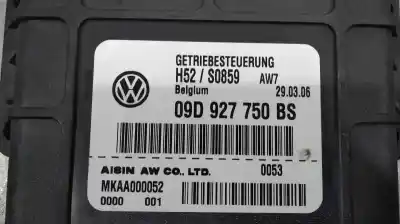 GETRIEBESTEUERUNG
H52 / S0859 AW7
Belgium 29.03.06
09D 927 750 BS
AISIN AW CO., LTD. 0053
MKAA000052
0000 001